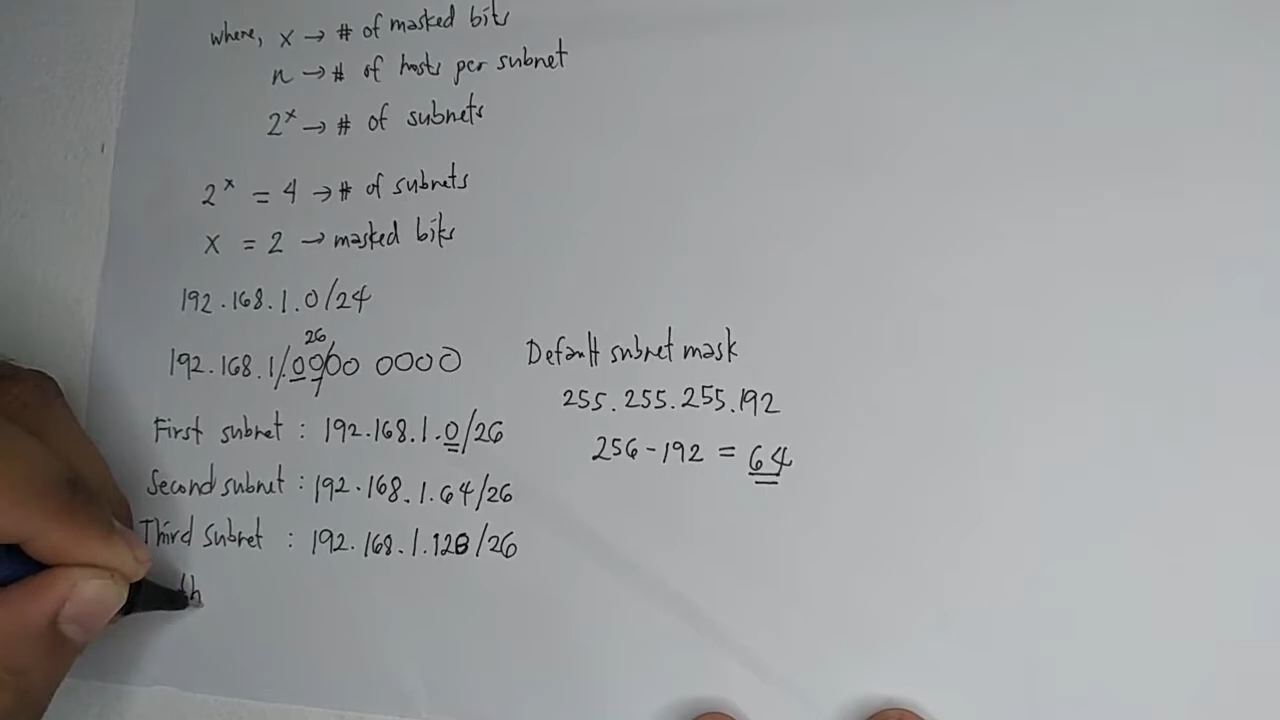 where, x → # of masked bits
n → # of hosts per subnet
2ˣ → # of subnets
2ˣ = 4 → # of subnets
x = 2 → masked bits
192.168.1.0/24
26
192.168.1/.00/00 0000
Default subnet mask
255.255.255.192
256-192 = 64
First subnet : 192.168.1.0/26
Second subnet : 192.168.1.64/26
Third subnet : 192.168.1.128/26
th